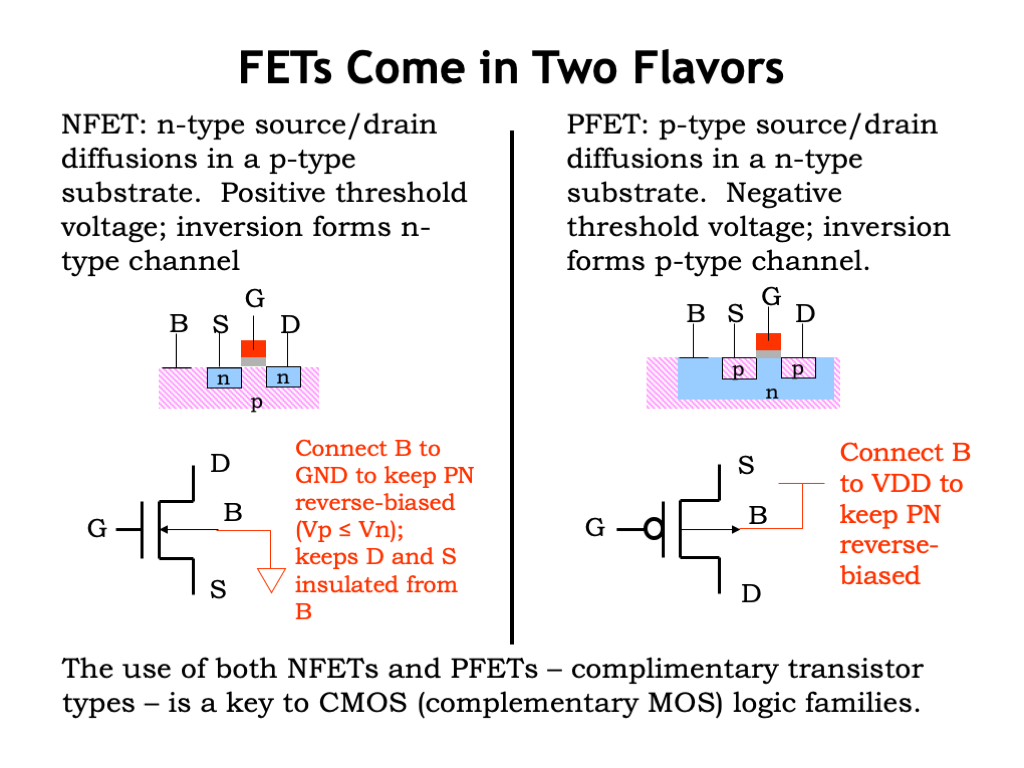 FETs Come in Two Flavors
NFET: n-type source/drain
diffusions in a p-type
substrate.  Positive threshold
voltage; inversion forms n-
type channel
PFET: p-type source/drain
diffusions in a n-type
substrate.  Negative
threshold voltage; inversion
forms p-type channel.
G
B S D
n n
p
G
B S D
p p
n
D
G B
S
Connect B to
GND to keep PN
reverse-biased
(Vp ≤ Vn);
keeps D and S
insulated from
B
S
G B
D
Connect B
to VDD to
keep PN
reverse-
biased
The use of both NFETs and PFETs – complimentary transistor
types – is a key to CMOS (complementary MOS) logic families.